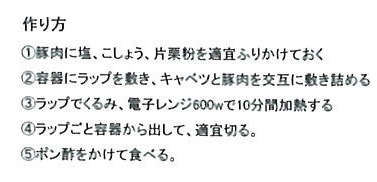 作り方
①豚肉に塩、こしょう、片栗粉を適宜ふりかけておく
②容器にラップを敷き、キャベツと豚肉を交互に敷き詰める
③ラップでくるみ、電子レンジ600wで10分間加熱する
④ラップごと容器から出して、適宜切る。
⑤ポン酢をかけて食べる。